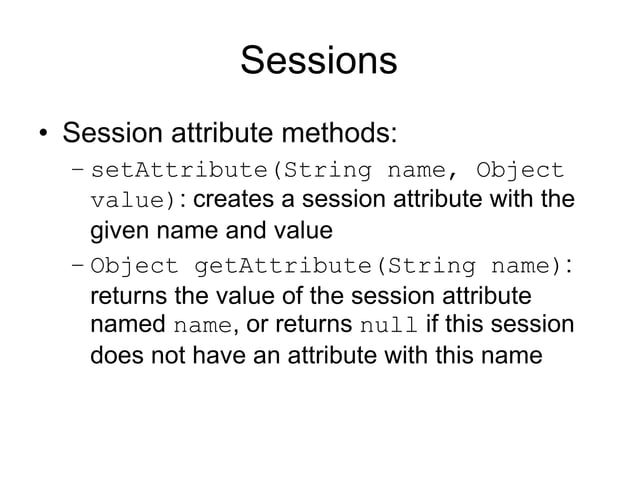 Sessions
• Session attribute methods:
– setAttribute(String name, Object
value): creates a session attribute with the
given name and value
– Object getAttribute(String name):
returns the value of the session attribute
named name, or returns null if this session
does not have an attribute with this name